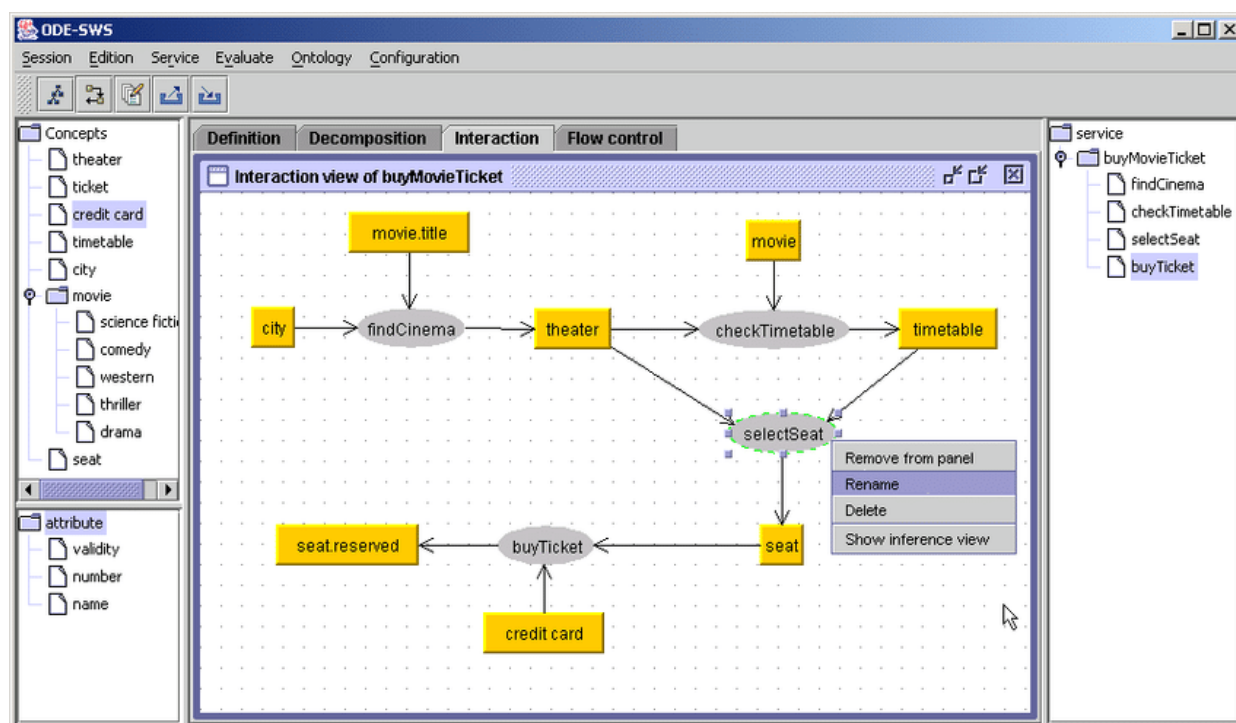 ODE-SWS
Session Edition Service Evaluate Ontology Configuration
Concepts
theater
ticket
credit card
timetable
city
movie
science fictio
comedy
western
thriller
drama
seat
attribute
validity
number
name
Definition Decomposition Interaction Flow control
Interaction view of buyMovieTicket
movie.title
movie
city
findCinema
theater
checkTimetable
timetable
selectSeat
Remove from panel
Rename
Delete
Show inference view
seat.reserved
buyTicket
seat
credit card
service
buyMovieTicket
findCinema
checkTimetable
selectSeat
buyTicket